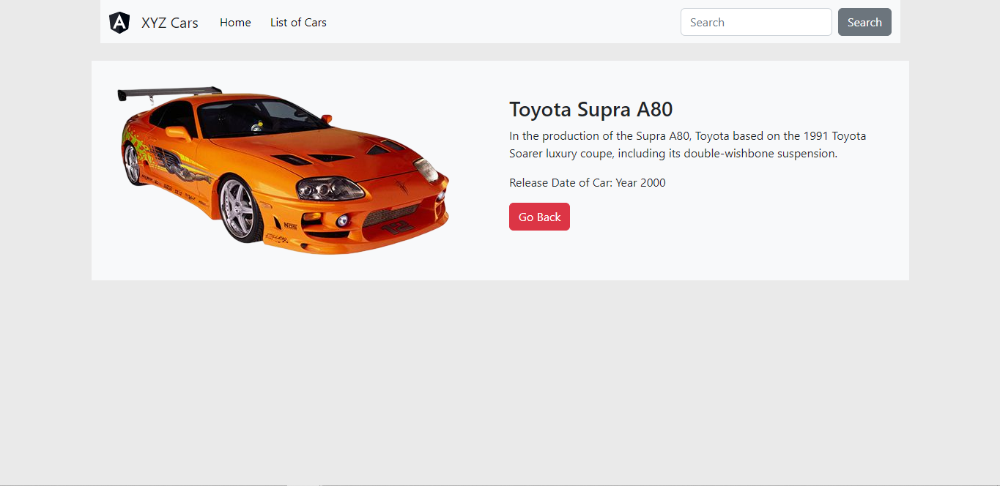 A XYZ Cars Home List of Cars Search Search
Toyota Supra A80
In the production of the Supra A80, Toyota based on the 1991 Toyota
Soarer luxury coupe, including its double-wishbone suspension.
Release Date of Car: Year 2000
Go Back
NOS